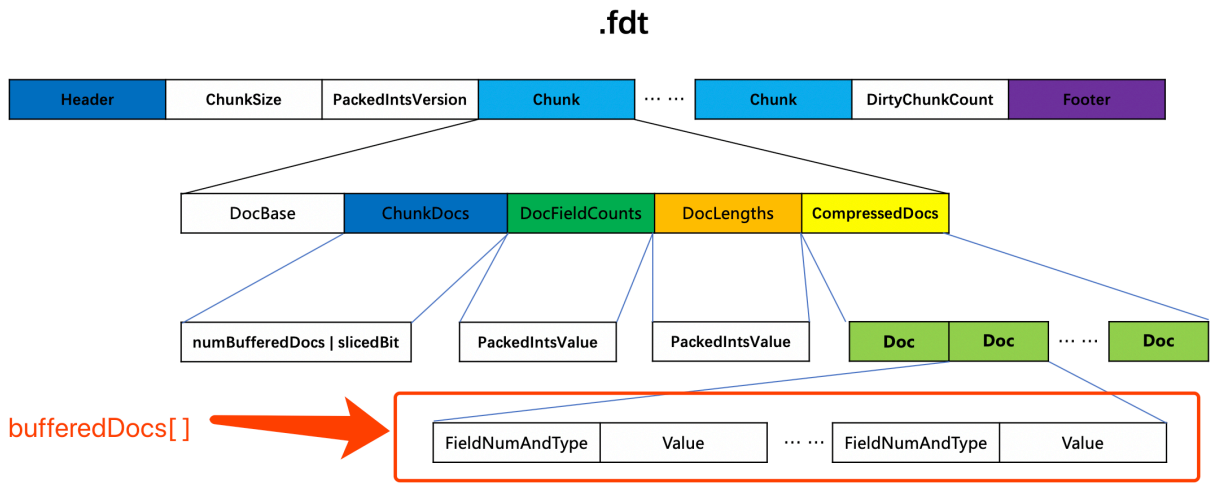 .fdt
Header ChunkSize PackedIntsVersion Chunk ... ... Chunk DirtyChunkCount Footer
DocBase ChunkDocs DocFieldCounts DocLengths CompressedDocs
numBufferedDocs | slicedBit PackedIntsValue PackedIntsValue Doc Doc ... ... Doc
bufferedDocs[ ]
FieldNumAndType Value ... ... FieldNumAndType Value